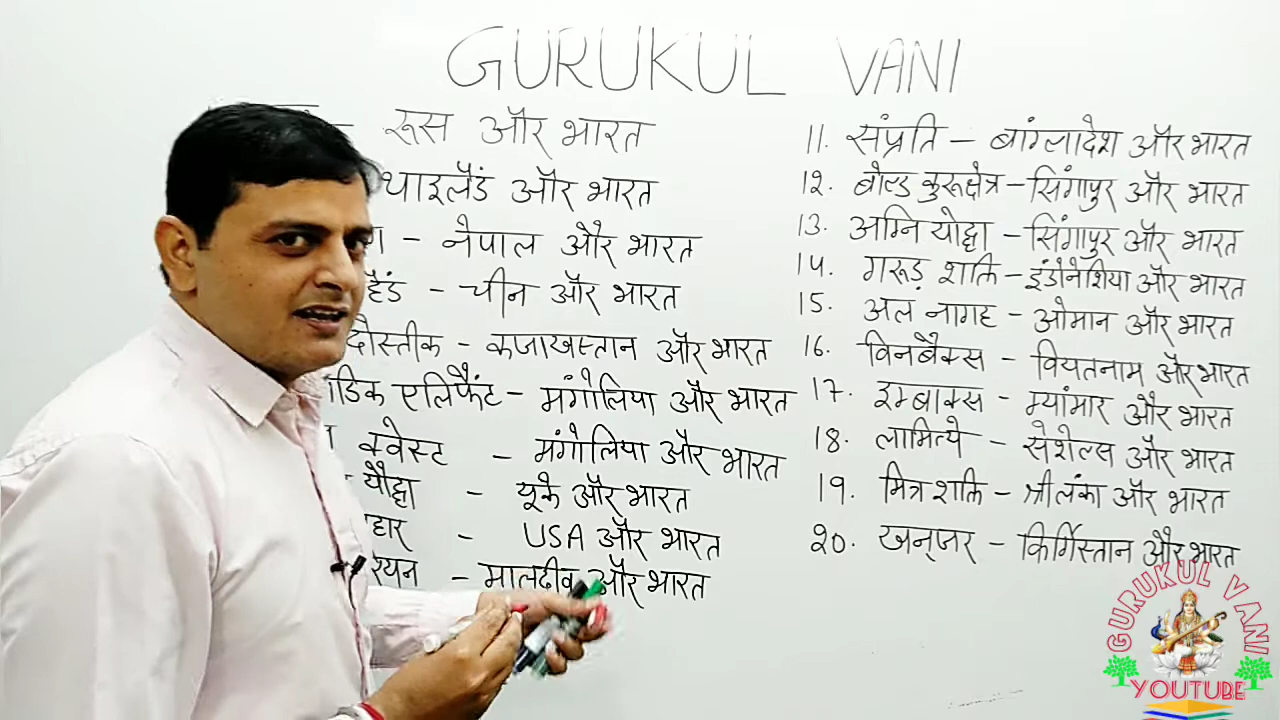 GURUKUL VANI
रूस और भारत
थाइलैंड और भारत
- नेपाल और भारत
- चीन और भारत
- कजाखस्तान और भारत
एलिफैंट - मंगोलिया और भारत
क्वेस्ट - मंगोलिया और भारत
योद्धा - यूके और भारत
- USA और भारत
- मालदीव और भारत
11. संप्रति - बांग्लादेश और भारत
12. बोल्ड कुरूक्षेत्र - सिंगापुर और भारत
13. अग्नि योद्धा - सिंगापुर और भारत
14. गरूड़ शक्ति - इंडोनेशिया और भारत
15. अल नागह - ओमान और भारत
16. विनबैक्स - वियतनाम और भारत
17. इम्बाक्स - म्यांमार और भारत
18. लामित्ये - सेशेल्स और भारत
19. मित्र शक्ति - श्रीलंका और भारत
20. खन्जर - किर्गिस्तान और भारत
GURUKUL VANI
YOUTUBE